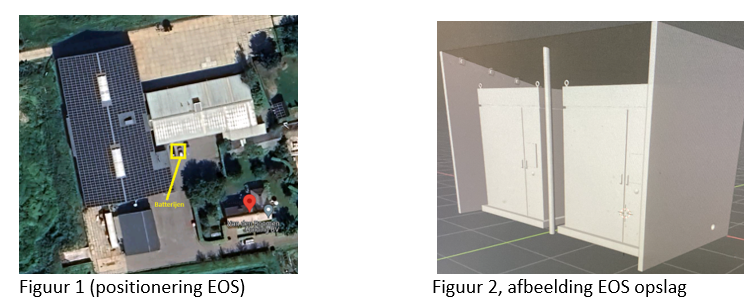 Batterijen
Figuur 1 (positionering EOS)
Figuur 2, afbeelding EOS opslag